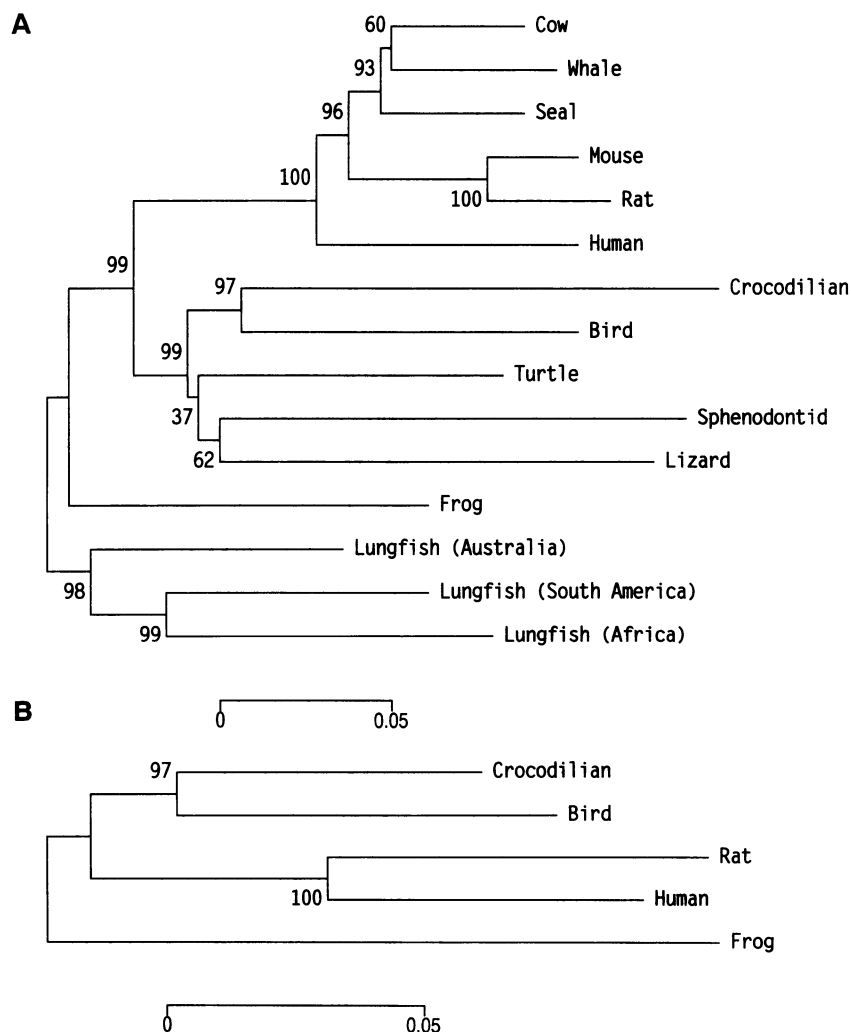 A
60
Cow
93
Whale
96
Seal
Mouse
100
100
Rat
Human
99
97
Crocodilian
Bird
99
Turtle
37
Sphenodontid
62
Lizard
Frog
Lungfish (Australia)
98
Lungfish (South America)
99
Lungfish (Africa)
B
0
0.05
97
Crocodilian
Bird
Rat
100
Human
Frog
0
0.05